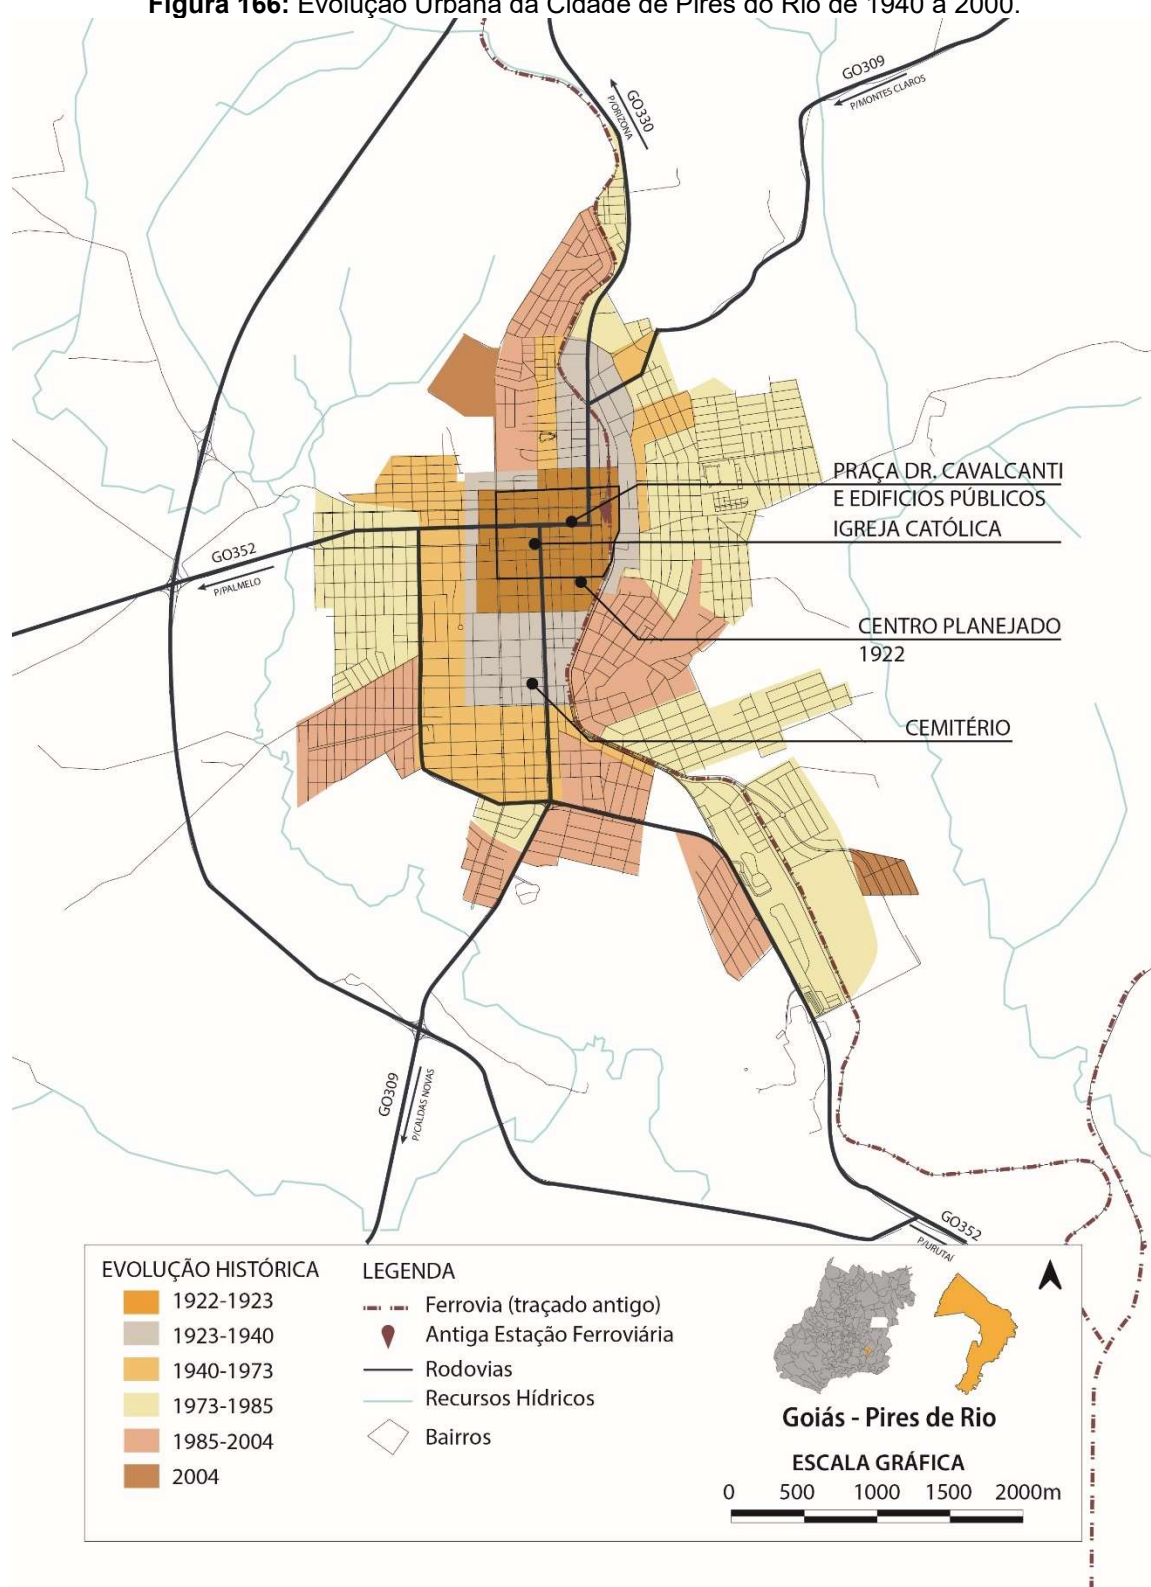 Figura 166: Evolução Urbana da Cidade de Pires do Rio de 1940 a 2000.
GO309
P/MONTES CLAROS
GO330
P/ORIZONA
PRAÇA DR. CAVALCANTI
E EDIFICIOS PÚBLICOS
IGREJA CATÓLICA
GO352
P/PALMELO
CENTRO PLANEJADO
1922
CEMITÉRIO
GO309
P/CALDAS NOVAS
GO352
P/URUTAÍ
EVOLUÇÃO HISTÓRICA
1922-1923
1923-1940
1940-1973
1973-1985
1985-2004
2004
LEGENDA
Ferrovia (traçado antigo)
Antiga Estação Ferroviária
Rodovias
Recursos Hídricos
Bairros
Goiás - Pires de Rio
ESCALA GRÁFICA
0 500 1000 1500 2000m